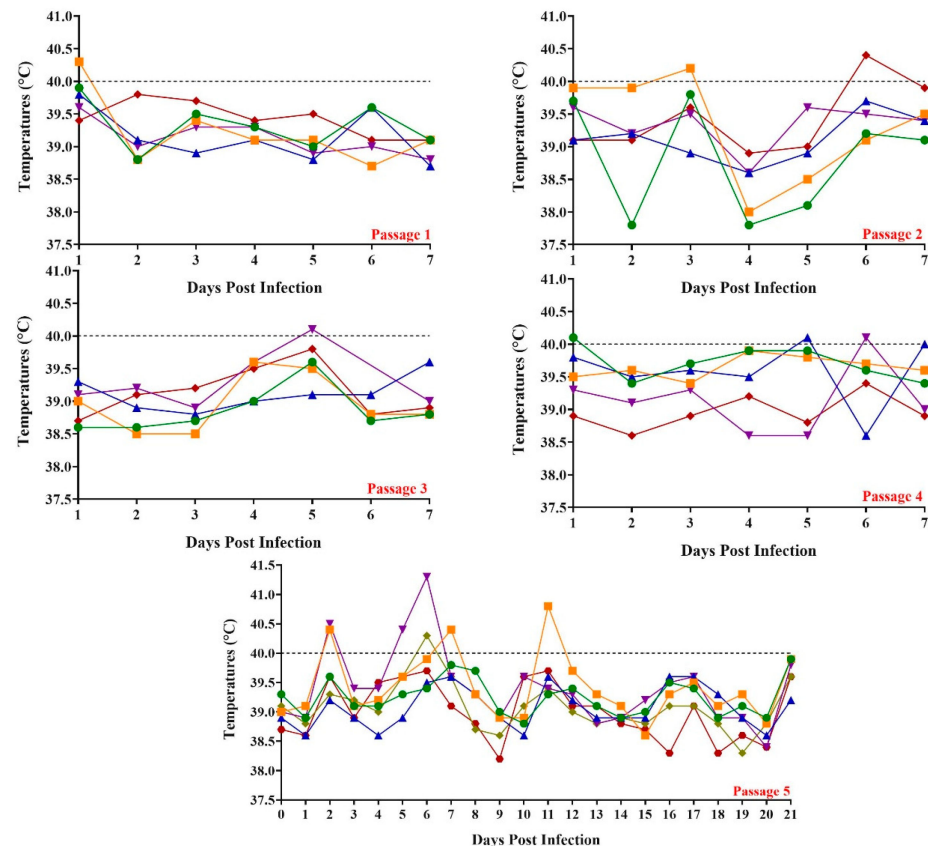 41.0
40.5
40.0
39.5
39.0
38.5
38.0
37.5
Temperatures (°C)
1 2 3 4 5 6 7
Days Post Infection
Passage 1
41.0
40.5
40.0
39.5
39.0
38.5
38.0
37.5
Temperatures (°C)
1 2 3 4 5 6 7
Days Post Infection
Passage 2
41.0
40.5
40.0
39.5
39.0
38.5
38.0
37.5
Temperatures (°C)
1 2 3 4 5 6 7
Days Post Infection
Passage 3
41.0
40.5
40.0
39.5
39.0
38.5
38.0
37.5
Temperatures (°C)
1 2 3 4 5 6 7
Days Post Infection
Passage 4
41.5
41.0
40.5
40.0
39.5
39.0
38.5
38.0
37.5
Temperatures (°C)
0 1 2 3 4 5 6 7 8 9 10 11 12 13 14 15 16 17 18 19 20 21
Days Post Infection
Passage 5